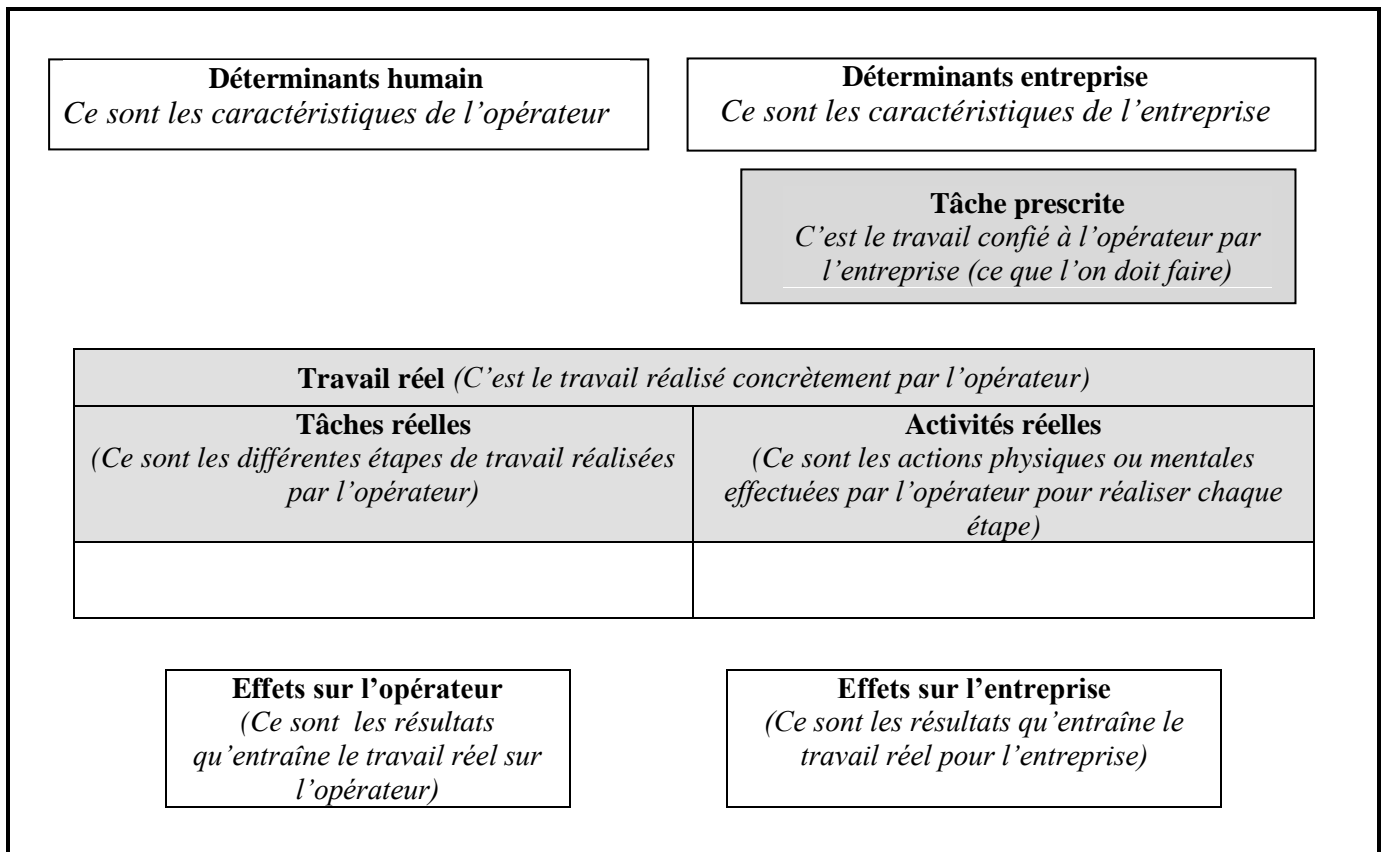 Déterminants humain
Ce sont les caractéristiques de l’opérateur
Déterminants entreprise
Ce sont les caractéristiques de l’entreprise
Tâche prescrite
C’est le travail confié à l’opérateur par
l’entreprise (ce que l’on doit faire)
Travail réel (C’est le travail réalisé concrètement par l’opérateur)
Tâches réelles
(Ce sont les différentes étapes de travail réalisées
par l’opérateur)
Activités réelles
(Ce sont les actions physiques ou mentales
effectuées par l’opérateur pour réaliser chaque
étape)
Effets sur l’opérateur
(Ce sont les résultats
qu’entraîne le travail réel sur
l’opérateur)
Effets sur l’entreprise
(Ce sont les résultats qu’entraîne le
travail réel pour l’entreprise)